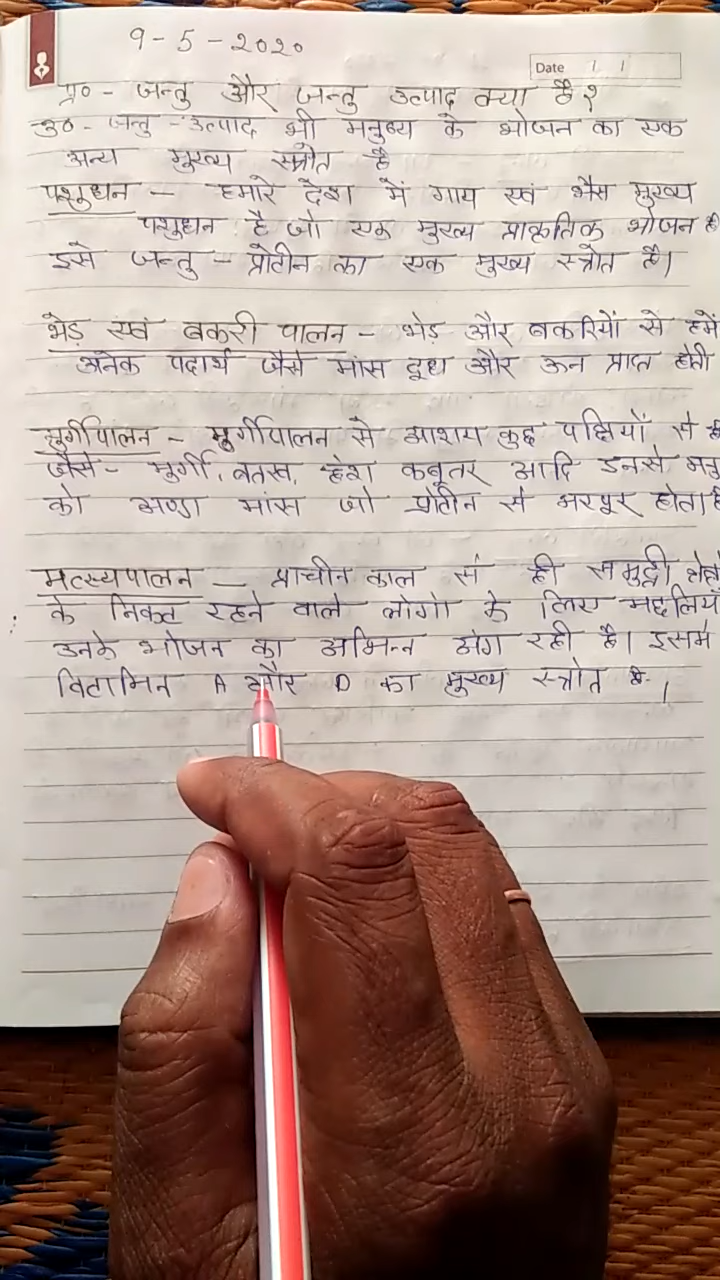 9-5-2020
Date / /
प्र०- जन्तु और जन्तु उत्पाद क्या है?
उ०- जन्तु - उत्पाद भी मनुष्य के भोजन का एक
अन्य मुख्य स्त्रोत है
पशुधन - हमारे देश में गाय एवं भैस मुख्य
पशुधन है जो एक मुख्य प्राकृतिक भोजन है
इसे जन्तु - प्रोटीन का एक मुख्य स्त्रोत है।
भेड़ एवं बकरी पालन - भेड़ और बकरियों से हमें
अनेक पदार्थ जैसे मांस दूध और ऊन प्राप्त होती
मुर्गीपालन - मुर्गीपालन से आशय कुछ पक्षियों से है
जैसे- मुर्गी, बतख, हंश कबूतर आदि इनसे मनु
को अण्डा मांस जो प्रोटीन से भरपूर होता है
मत्स्यपालन - प्राचीन काल सं ही समुद्री क्षेत्रो
के निकट रहने वाले लोगो के लिए मछलियाँ
उनके भोजन का अभिन्न अंग रही है। इसमे
विटामिन A और D का मुख्य स्त्रोत है।